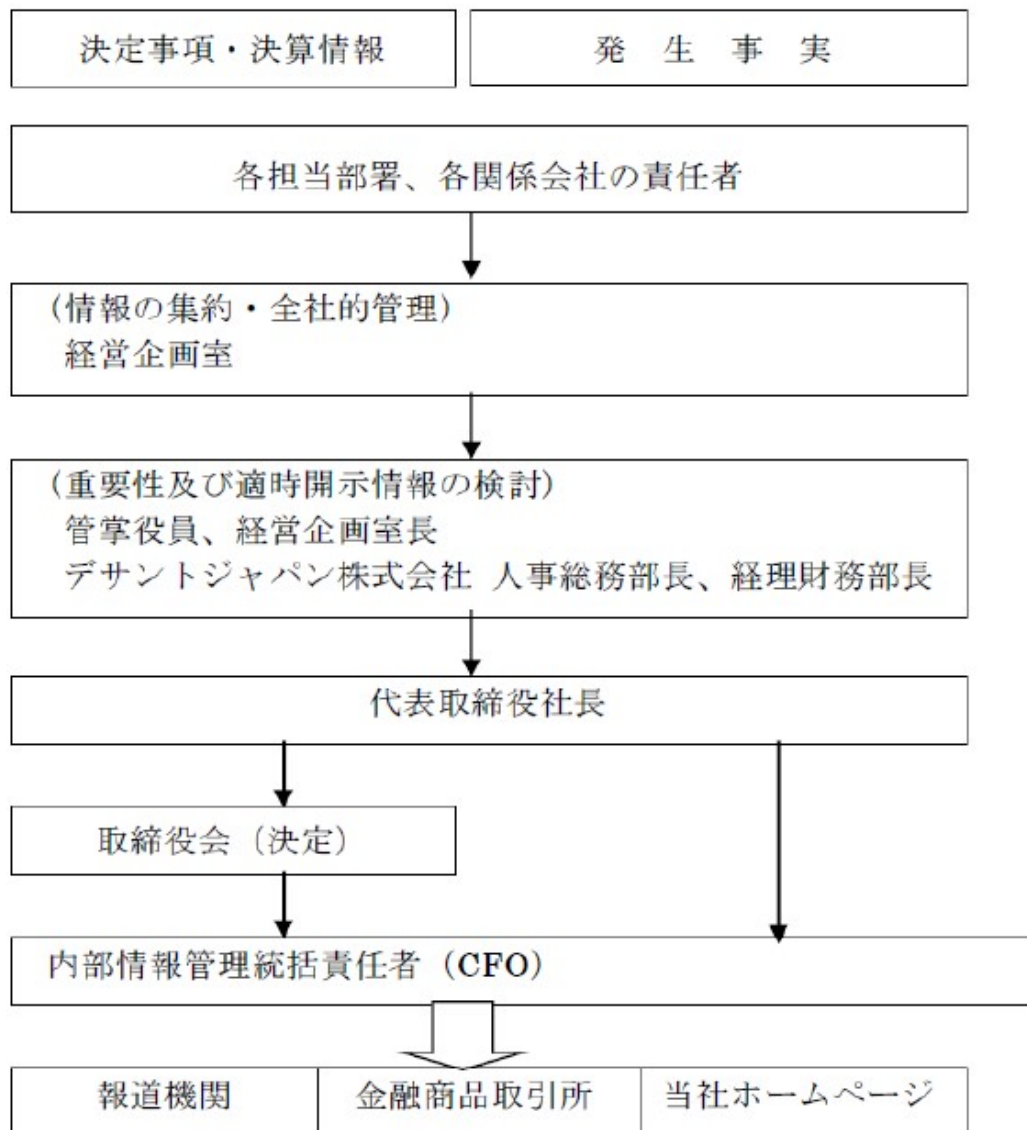 決定事項・決算情報
発 生 事 実
各担当部署、各関係会社の責任者
(情報の集約・全社的管理)
経営企画室
(重要性及び適時開示情報の検討)
管掌役員、経営企画室長
デサントジャパン株式会社 人事総務部長、経理財務部長
代表取締役社長
取締役会（決定）
内部情報管理統括責任者（CFO）
報道機関
金融商品取引所
当社ホームページ